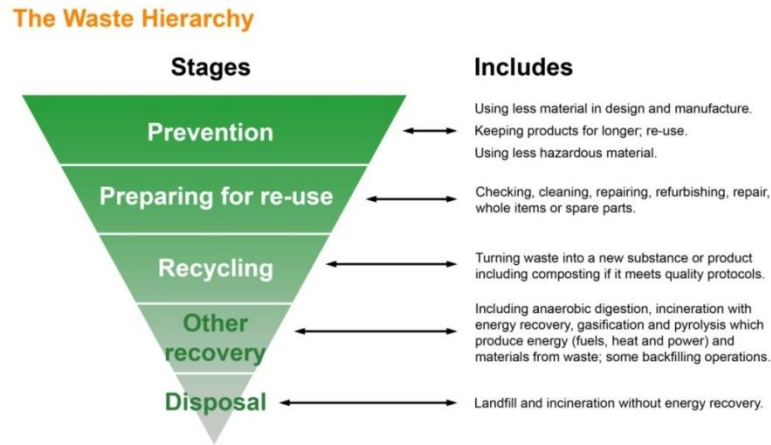 The Waste Hierarchy
Stages
Includes
Prevention
Using less material in design and manufacture.
Keeping products for longer; re-use.
Using less hazardous material.
Preparing for re-use
Checking, cleaning, repairing, refurbishing, repair,
whole items or spare parts.
Recycling
Turning waste into a new substance or product
including composting if it meets quality protocols.
Other
recovery
Including anaerobic digestion, incineration with
energy recovery, gasification and pyrolysis which
produce energy (fuels, heat and power) and
materials from waste; some backfilling operations.
Disposal
Landfill and incineration without energy recovery.